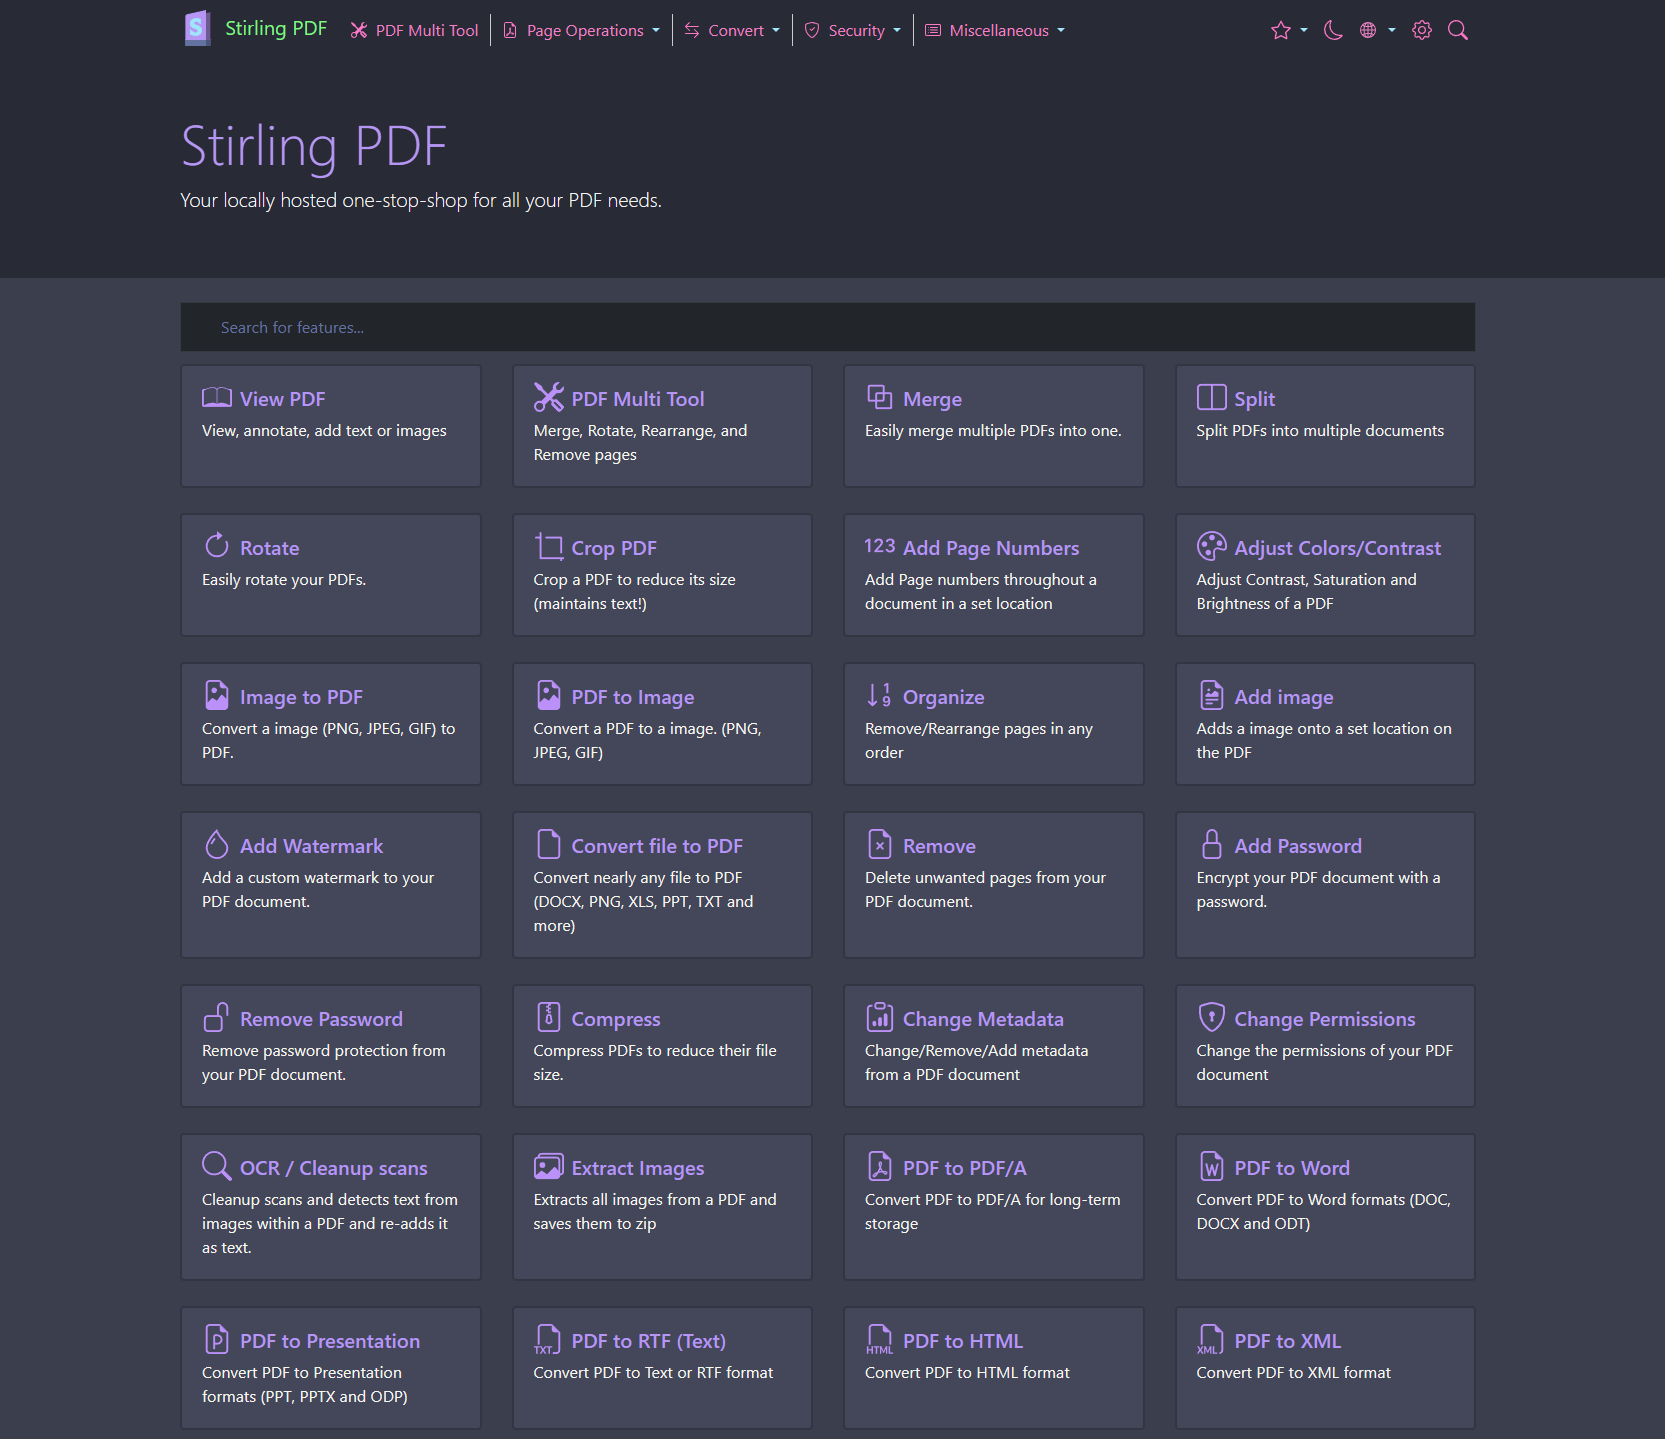 Stirling PDF
PDF Multi Tool
Page Operations
Convert
Security
Miscellaneous
Stirling PDF
Your locally hosted one-stop-shop for all your PDF needs.
Search for features...
View PDF
View, annotate, add text or images
PDF Multi Tool
Merge, Rotate, Rearrange, and
Remove pages
Merge
Easily merge multiple PDFs into one.
Split
Split PDFs into multiple documents
Rotate
Easily rotate your PDFs.
Crop PDF
Crop a PDF to reduce its size
(maintains text!)
123 Add Page Numbers
Add Page numbers throughout a
document in a set location
Adjust Colors/Contrast
Adjust Contrast, Saturation and
Brightness of a PDF
Image to PDF
Convert a image (PNG, JPEG, GIF) to
PDF.
PDF to Image
Convert a PDF to a image. (PNG,
JPEG, GIF)
Organize
Remove/Rearrange pages in any
order
Add image
Adds a image onto a set location on
the PDF
Add Watermark
Add a custom watermark to your
PDF document.
Convert file to PDF
Convert nearly any file to PDF
(DOCX, PNG, XLS, PPT, TXT and
more)
Remove
Delete unwanted pages from your
PDF document.
Add Password
Encrypt your PDF document with a
password.
Remove Password
Remove password protection from
your PDF document.
Compress
Compress PDFs to reduce their file
size.
Change Metadata
Change/Remove/Add metadata
from a PDF document
Change Permissions
Change the permissions of your PDF
document
OCR / Cleanup scans
Cleanup scans and detects text from
images within a PDF and re-adds it
as text.
Extract Images
Extracts all images from a PDF and
saves them to zip
PDF to PDF/A
Convert PDF to PDF/A for long-term
storage
PDF to Word
Convert PDF to Word formats (DOC,
DOCX and ODT)
PDF to Presentation
Convert PDF to Presentation
formats (PPT, PPTX and ODP)
TXT PDF to RTF (Text)
Convert PDF to Text or RTF format
HTML PDF to HTML
Convert PDF to HTML format
XML PDF to XML
Convert PDF to XML format